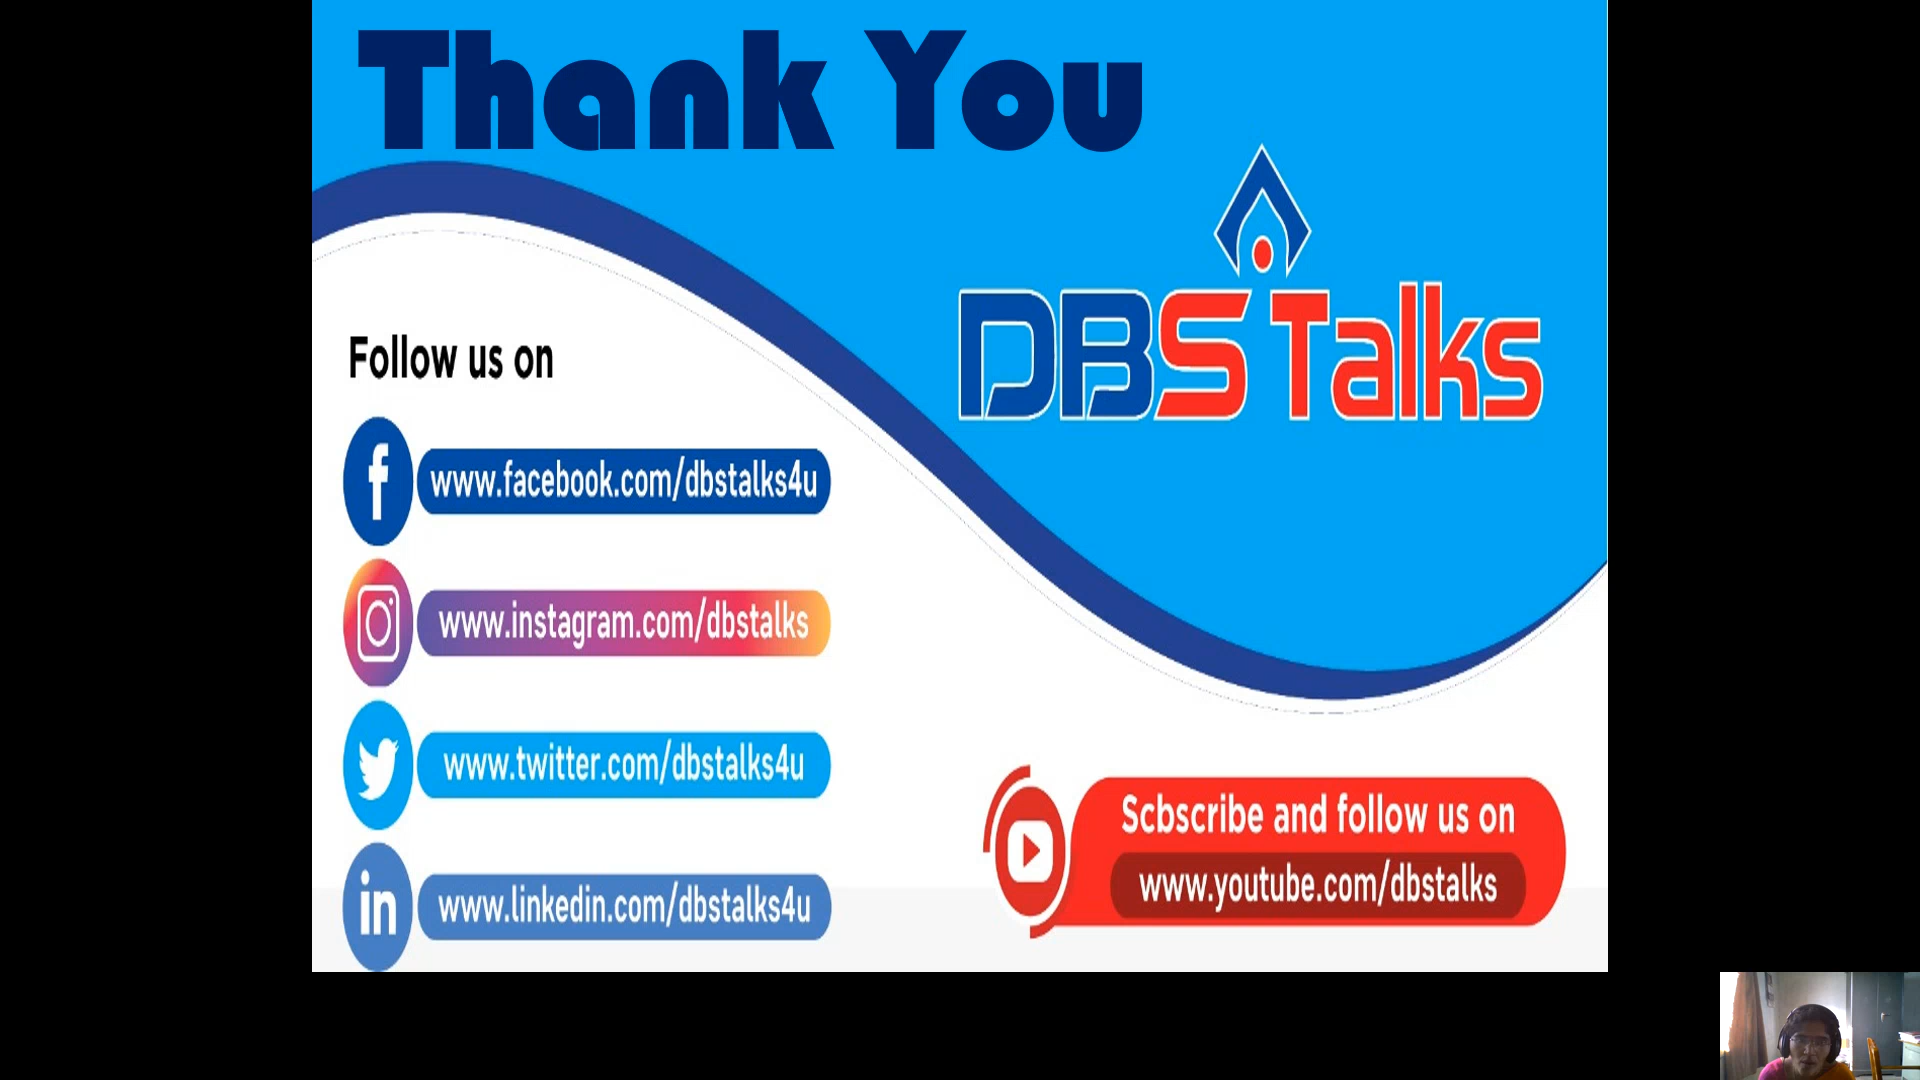 Thank You
DBS Talks
Follow us on
f
www.facebook.com/dbstalks4u
www.instagram.com/dbstalks
www.twitter.com/dbstalks4u
in
www.linkedin.com/dbstalks4u
Scbscribe and follow us on
www.youtube.com/dbstalks